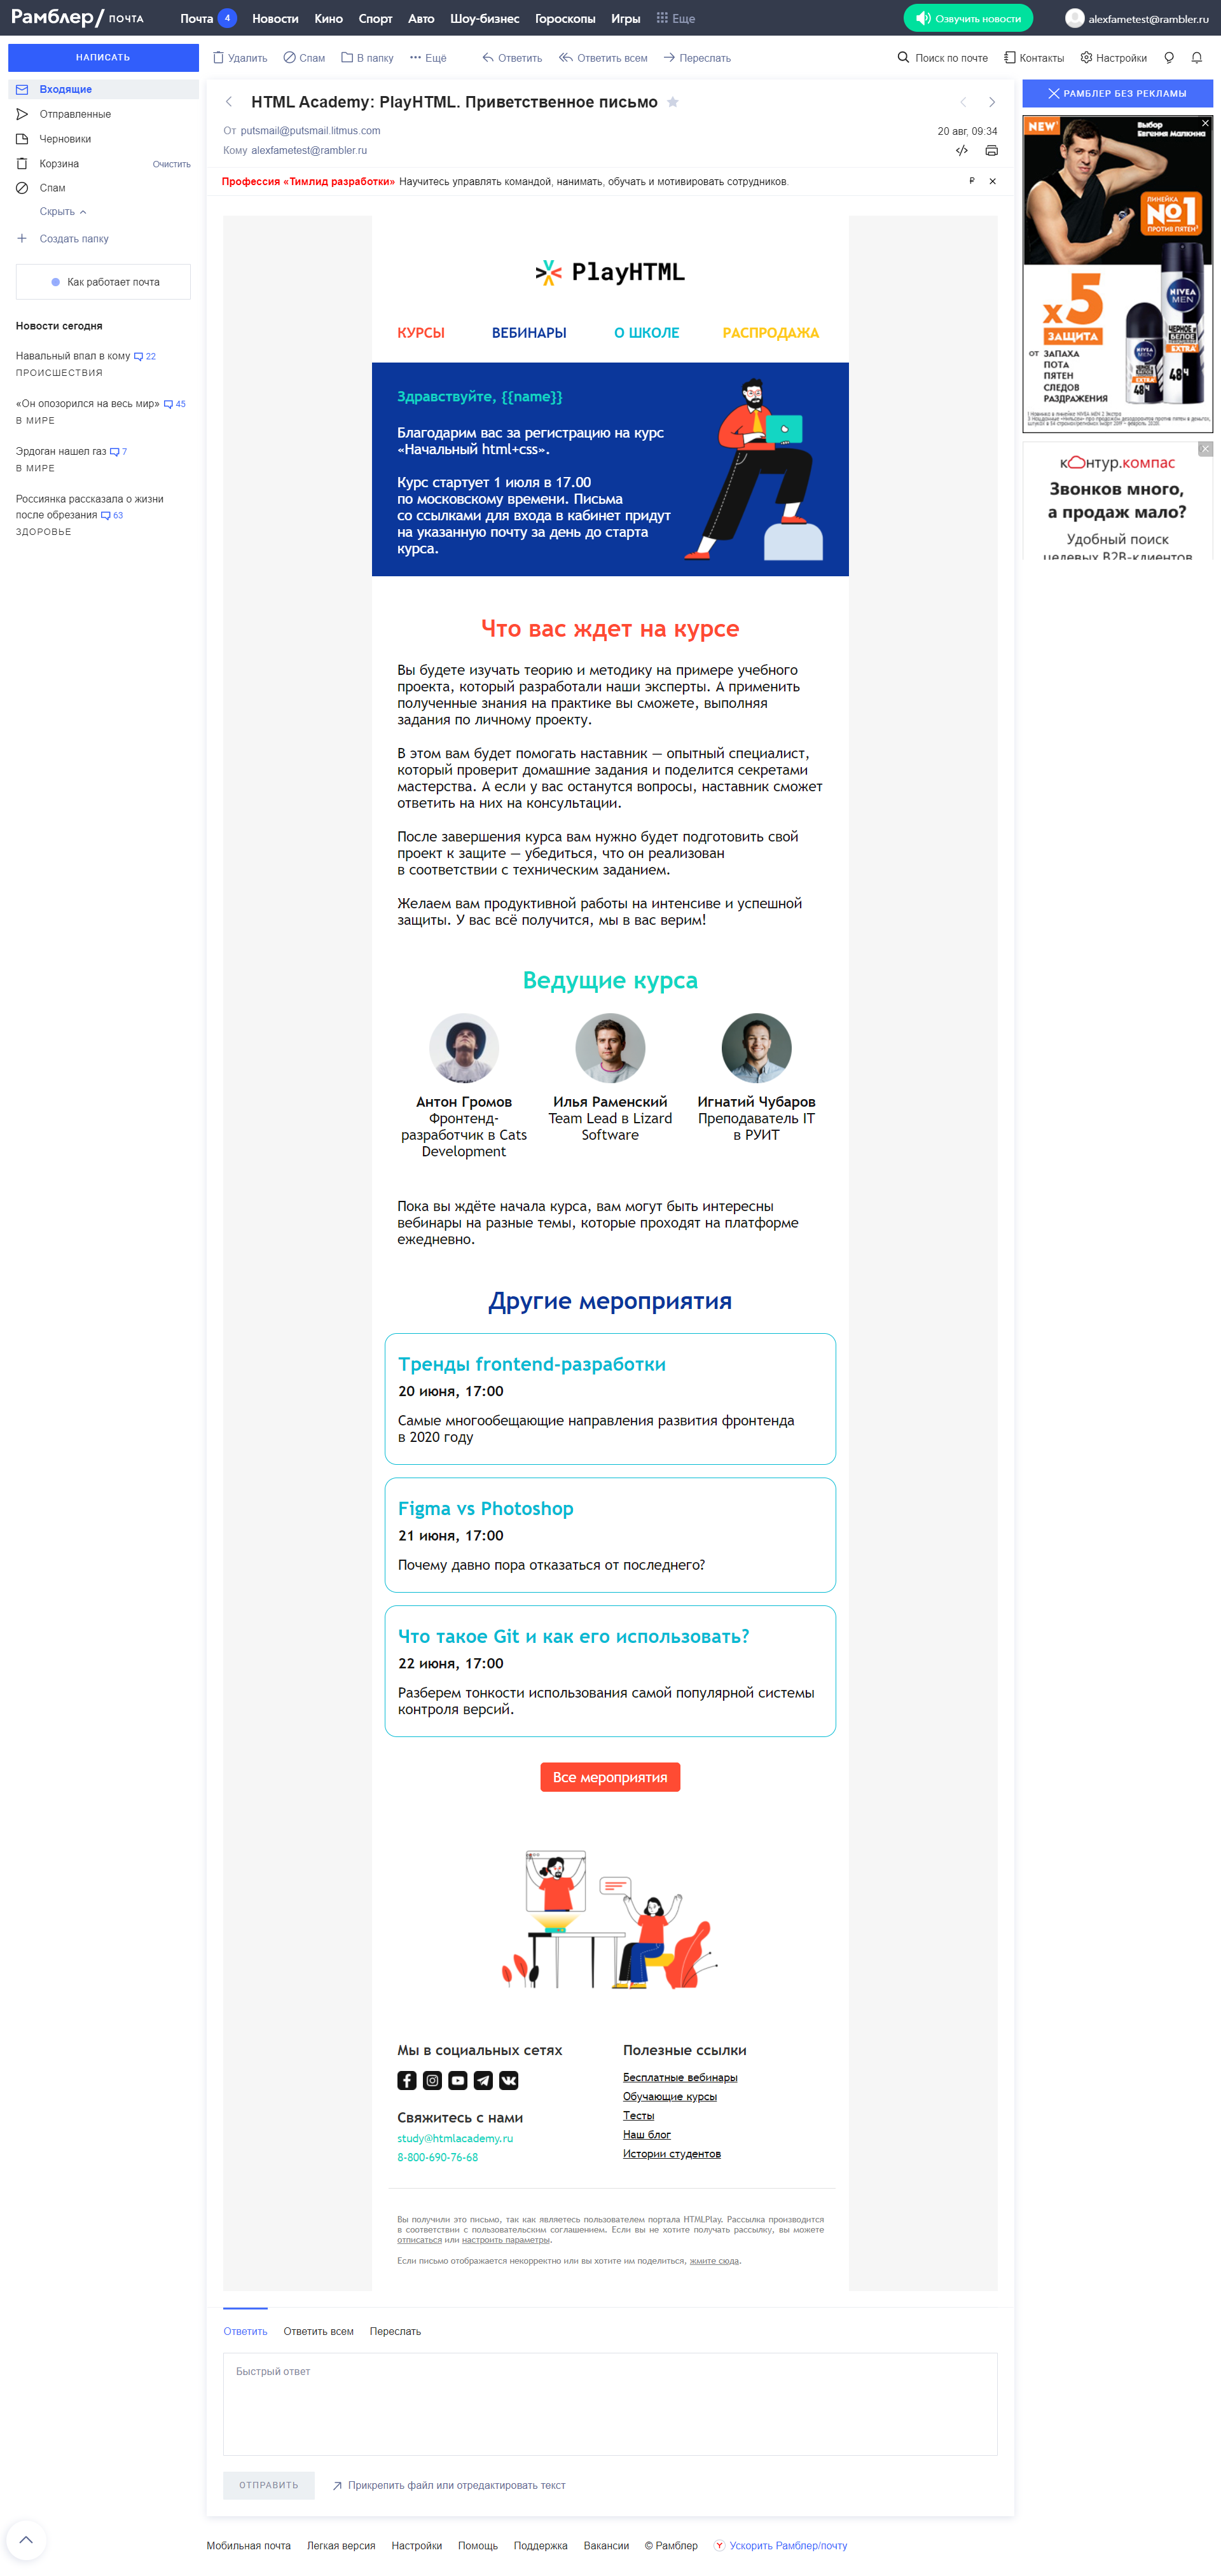 Рамблер/ ПОЧТА
Почта 4 Новости Кино Спорт Авто Шоу-бизнес Гороскопы Игры Еще
Озвучить новости
alexfametest@rambler.ru
НАПИСАТЬ
Удалить Спам В папку Ещё Ответить Ответить всем Переслать
Поиск по почте Контакты Настройки
Входящие
Отправленные
Черновики
Корзина Очистить
Спам
Скрыть
Создать папку
Как работает почта
Новости сегодня
Навальный впал в кому 22
ПРОИСШЕСТВИЯ
«Он опозорился на весь мир» 45
В МИРЕ
Эрдоган нашел газ 7
В МИРЕ
Россиянка рассказала о жизни
после обрезания 63
ЗДОРОВЬЕ
HTML Academy: PlayHTML. Приветственное письмо
От putsmail@putsmail.litmus.com
20 авг, 09:34
Кому alexfametest@rambler.ru
Профессия «Тимлид разработки» Научитесь управлять командой, нанимать, обучать и мотивировать сотрудников.
₽
PlayHTML
КУРСЫ ВЕБИНАРЫ О ШКОЛЕ РАСПРОДАЖА
Здравствуйте, {{name}}
Благодарим вас за регистрацию на курс
«Начальный html+css».
Курс стартует 1 июля в 17.00
по московскому времени. Письма
со ссылками для входа в кабинет придут
на указанную почту за день до старта
курса.
Что вас ждет на курсе
Вы будете изучать теорию и методику на примере учебного
проекта, который разработали наши эксперты. А применить
полученные знания на практике вы сможете, выполняя
задания по личному проекту.
В этом вам будет помогать наставник — опытный специалист,
который проверит домашние задания и поделится секретами
мастерства. А если у вас останутся вопросы, наставник сможет
ответить на них на консультации.
После завершения курса вам нужно будет подготовить свой
проект к защите — убедиться, что он реализован
в соответствии с техническим заданием.
Желаем вам продуктивной работы на интенсиве и успешной
защиты. У вас всё получится, мы в вас верим!
Ведущие курса
Антон Громов
Фронтенд-
разработчик в Cats
Development
Илья Раменский
Team Lead в Lizard
Software
Игнатий Чубаров
Преподаватель IT
в РУИТ
Пока вы ждёте начала курса, вам могут быть интересны
вебинары на разные темы, которые проходят на платформе
ежедневно.
Другие мероприятия
Тренды frontend-разработки
20 июня, 17:00
Самые многообещающие направления развития фронтенда
в 2020 году
Figma vs Photoshop
21 июня, 17:00
Почему давно пора отказаться от последнего?
Что такое Git и как его использовать?
22 июня, 17:00
Разберем тонкости использования самой популярной системы
контроля версий.
Все мероприятия
Мы в социальных сетях
Свяжитесь с нами
study@htmlacademy.ru
8-800-690-76-68
Полезные ссылки
Бесплатные вебинары
Обучающие курсы
Тесты
Наш блог
Истории студентов
Вы получили это письмо, так как являетесь пользователем портала HTMLPlay. Рассылка производится
в соответствии с пользовательским соглашением. Если вы не хотите получать рассылку, вы можете
отписаться или настроить параметры.
Если письмо отображается некорректно или вы хотите им поделиться, жмите сюда.
Ответить Ответить всем Переслать
Быстрый ответ
ОТПРАВИТЬ
Прикрепить файл или отредактировать текст
Мобильная почта Легкая версия Настройки Помощь Поддержка Вакансии © Рамблер Ускорить Рамблер/почту
РАМБЛЕР БЕЗ РЕКЛАМЫ
NEW
Выбор
Евгения Малкина
ЛИНЕЙКА
№1
ПРОТИВ ПЯТЕН
х5
ЗАЩИТА
ОТ ЗАПАХА
ПОТА
ПЯТЕН
СЛЕДОВ
РАЗДРАЖЕНИЯ
NIVEA
MEN
ЧЕРНОЕ
БЕЛОЕ
EXTRA
48ч
NIVEA
MEN
ЧЕРНОЕ
БЕЛОЕ
EXTRA
48ч
контур.компас
Звонков много,
а продаж мало?
Удобный поиск
целевых B2B-клиентов